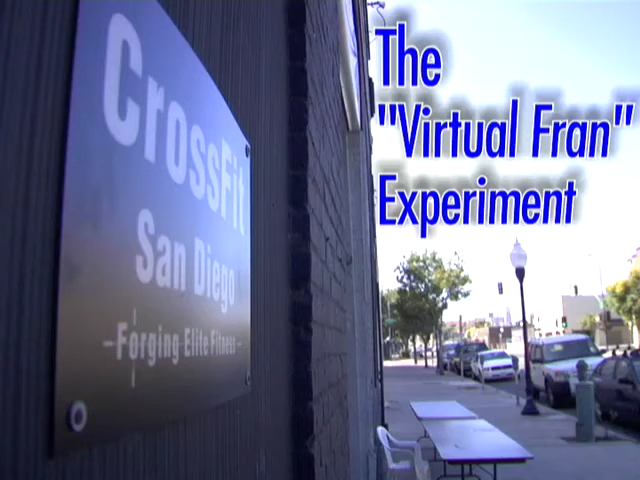 CrossFit
San Diego
-Forging Elite Fitness-
The
"Virtual Fran"
Experiment